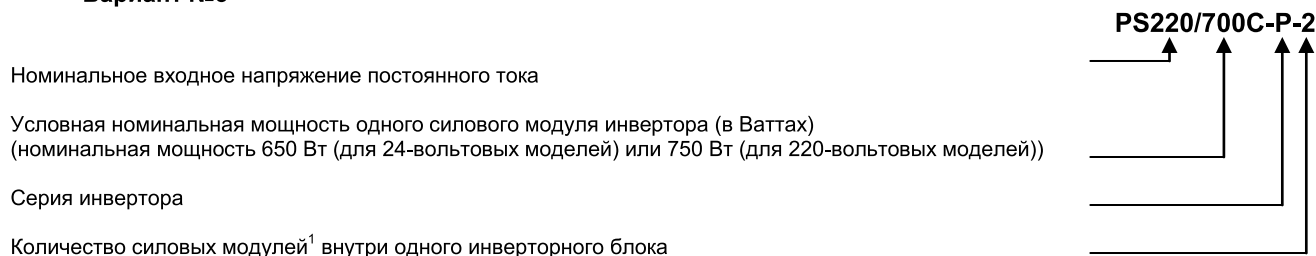 PS220/700C-P-2
Номинальное входное напряжение постоянного тока
Условная номинальная мощность одного силового модуля инвертора (в Ваттах)
(номинальная мощность 650 Вт (для 24-вольтовых моделей) или 750 Вт (для 220-вольтовых моделей))
Серия инвертора
Количество силовых модулей¹ внутри одного инверторного блока